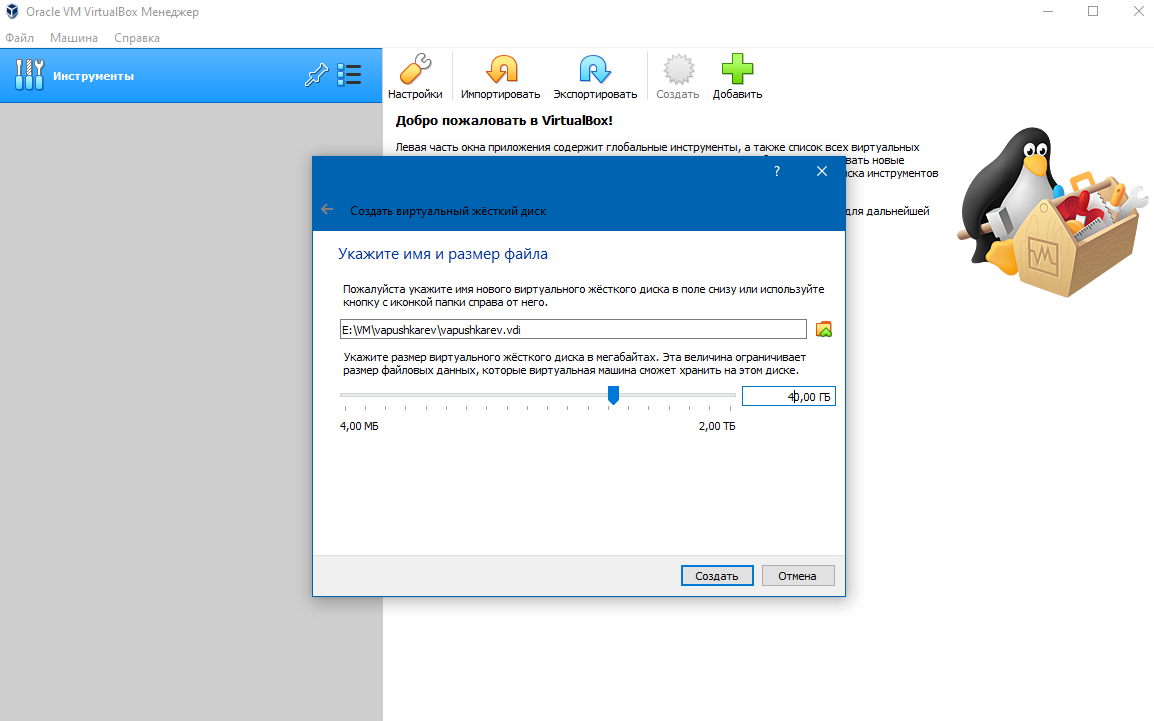 Oracle VM VirtualBox Менеджер
Файл Машина Справка
Инструменты
Настройки Импортировать Экспортировать Создать Добавить
Добро пожаловать в VirtualBox!
Левая часть окна приложения содержит глобальные инструменты, а также список всех виртуальных
вать новые
ска инструментов
для дальнейшей
?
Создать виртуальный жёсткий диск
Укажите имя и размер файла
Пожалуйста укажите имя нового виртуального жёсткого диска в поле снизу или используйте
кнопку с иконкой папки справа от него.
E:\VM\vapushkarev\vapushkarev.vdi
Укажите размер виртуального жёсткого диска в мегабайтах. Эта величина ограничивает
размер файловых данных, которые виртуальная машина сможет хранить на этом диске.
40,00 ГБ
4,00 МБ 2,00 ТБ
Создать Отмена